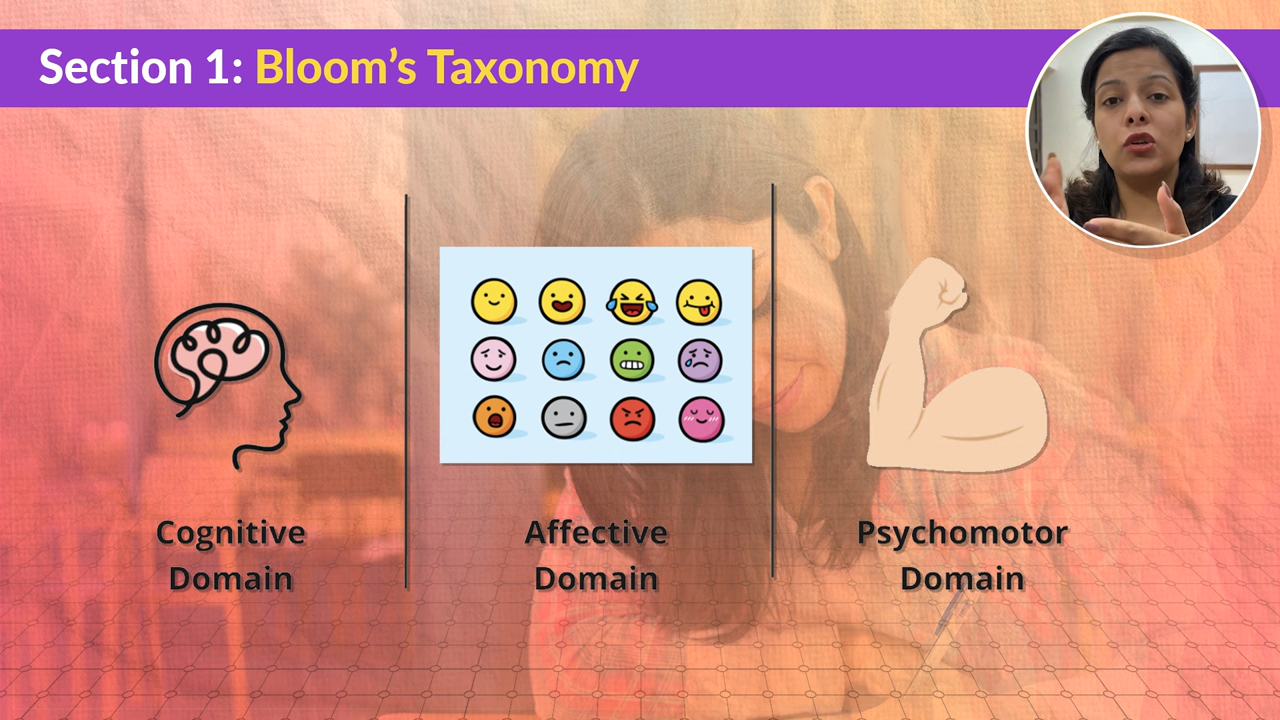 Section 1: Bloom’s Taxonomy
Cognitive
Domain
Affective
Domain
Psychomotor
Domain